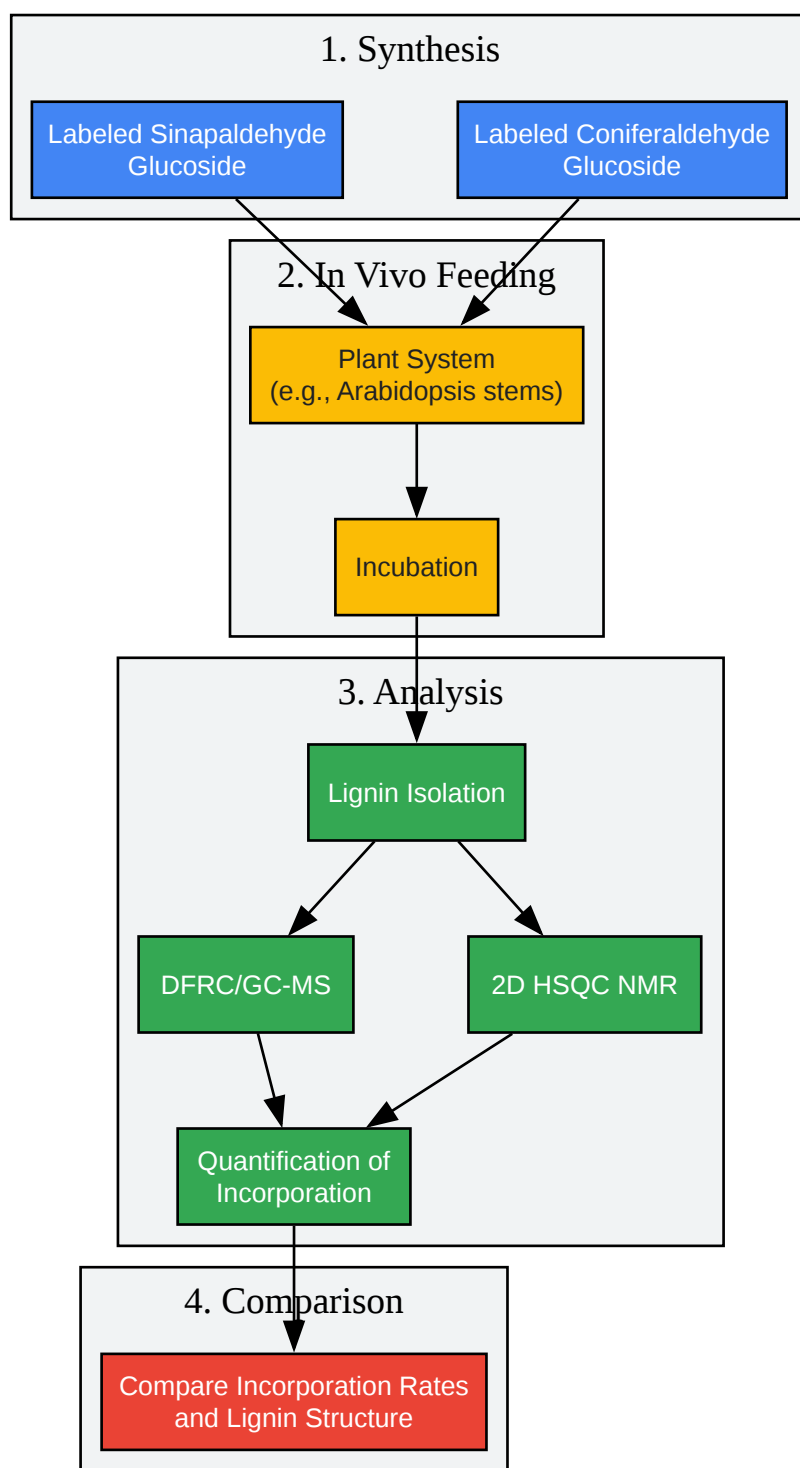 1. Synthesis
Labeled Sinapaldehyde
Glucoside
Labeled Coniferaldehyde
Glucoside
2. In Vivo Feeding
Plant System
(e.g., Arabidopsis stems)
Incubation
3. Analysis
Lignin Isolation
DFRC/GC-MS
2D HSQC NMR
Quantification of
Incorporation
4. Comparison
Compare Incorporation Rates
and Lignin Structure